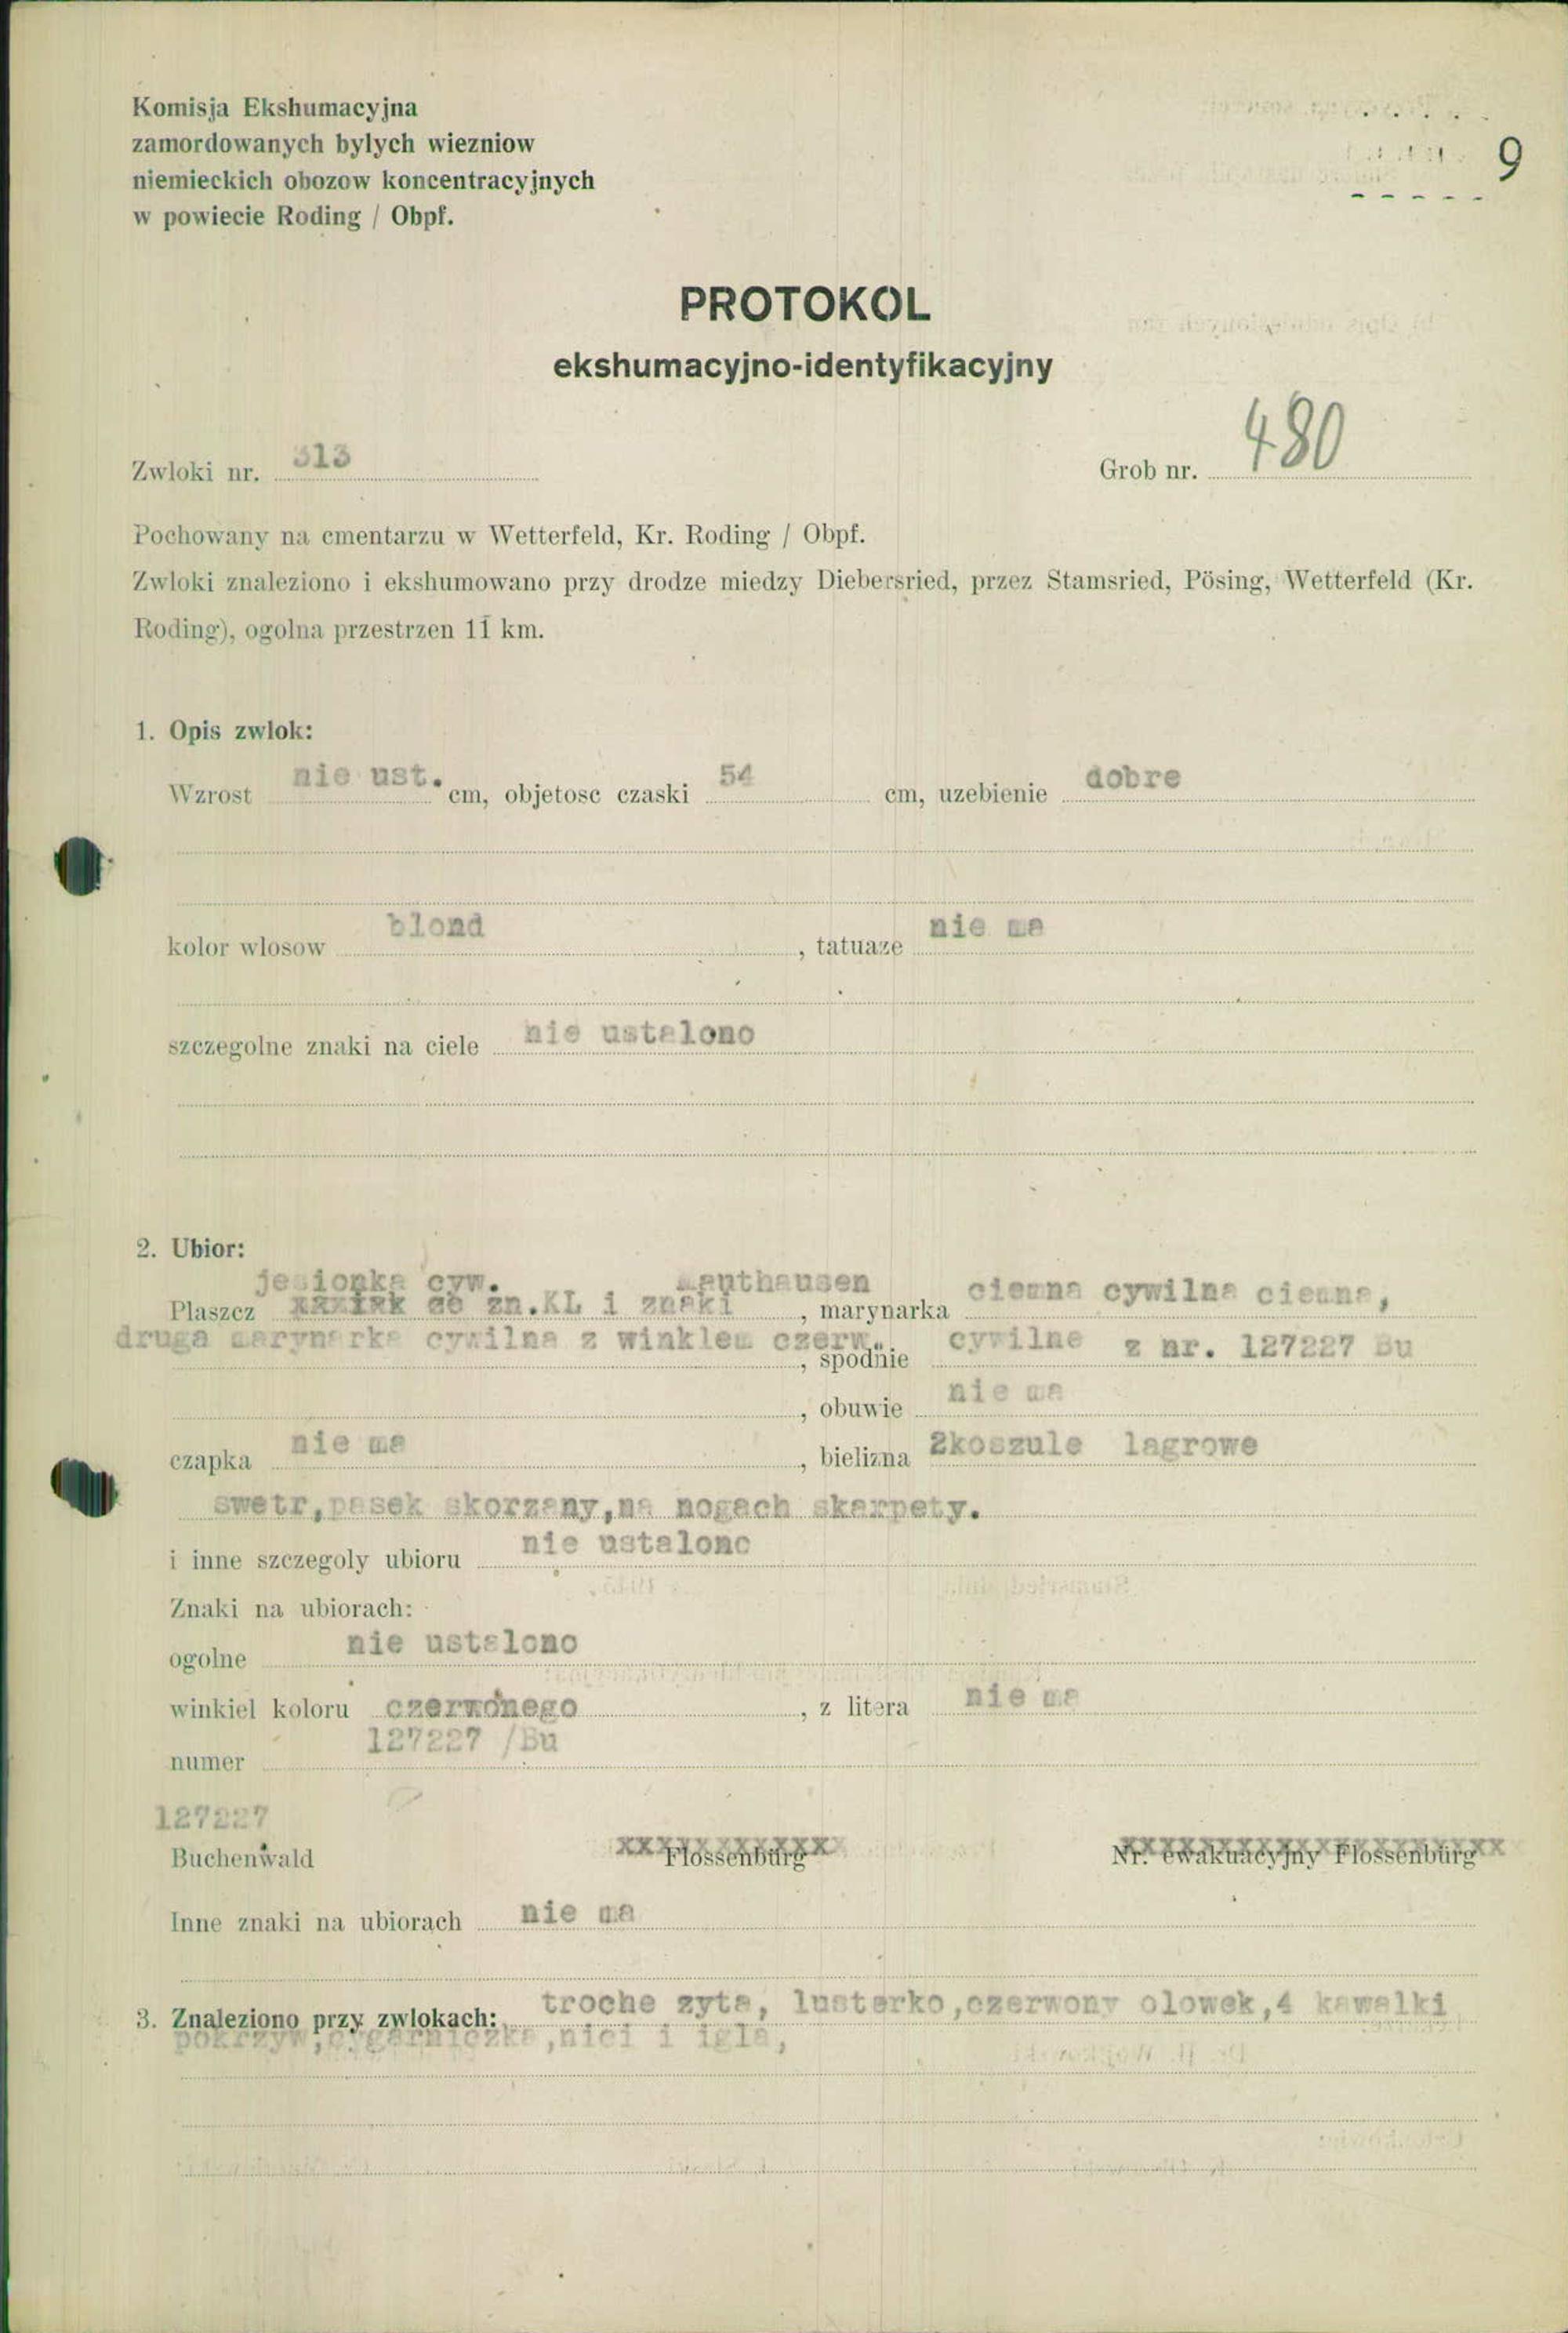 Komisja Ekshumacyjna
zamordowanych bylych wiezniow
niemieckich obozow koncentracyjnych
w powiecie Roding / Obpf.
9
PROTOKOL
ekshumacyjno-identyfikacyjny
Zwloki nr. 313
Grob nr. 480
Pochowany na cmentarzu w Wetterfeld, Kr. Roding / Obpf.
Zwloki znaleziono i ekshumowano przy drodze miedzy Diebersried, przez Stamsried, Pösing, Wetterfeld (Kr.
Roding), ogolna przestrzen 11 km.
1. Opis zwlok:
Wzrost nie ust. cm, objetosc czaski 54 cm, uzebienie dobre
kolor wlosow blond , tatuaze nie ma
szczegolne znaki na ciele nie ustalono
2. Ubior:
jesionka cyw. Mauthausen
Plaszcz ze zn.KL i znaki , marynarka ciemna cywilna ciemna,
druga marynarka cywilna z winklem czerw.
, spodnie cywilne z nr. 127227 Bu
, obuwie nie ma
czapka nie ma , bielizna 2koszule lagrowe
swetr,pasek skorzany,na nogach skarpety.
i inne szczegoly ubioru nie ustalono
Znaki na ubiorach:
ogolne nie ustalono
winkiel koloru czerwonego , z litera nie ma
numer 127227 /Bu
127227
Buchenwald Flossenbürg Nr. ewakuacyjny Flossenbürg
Inne znaki na ubiorach nie ma
3. Znaleziono przy zwlokach: troche zyta, lusterko,czerwony olowek,4 kawalki
pokrzyw,cygarniczka,nici i igla,